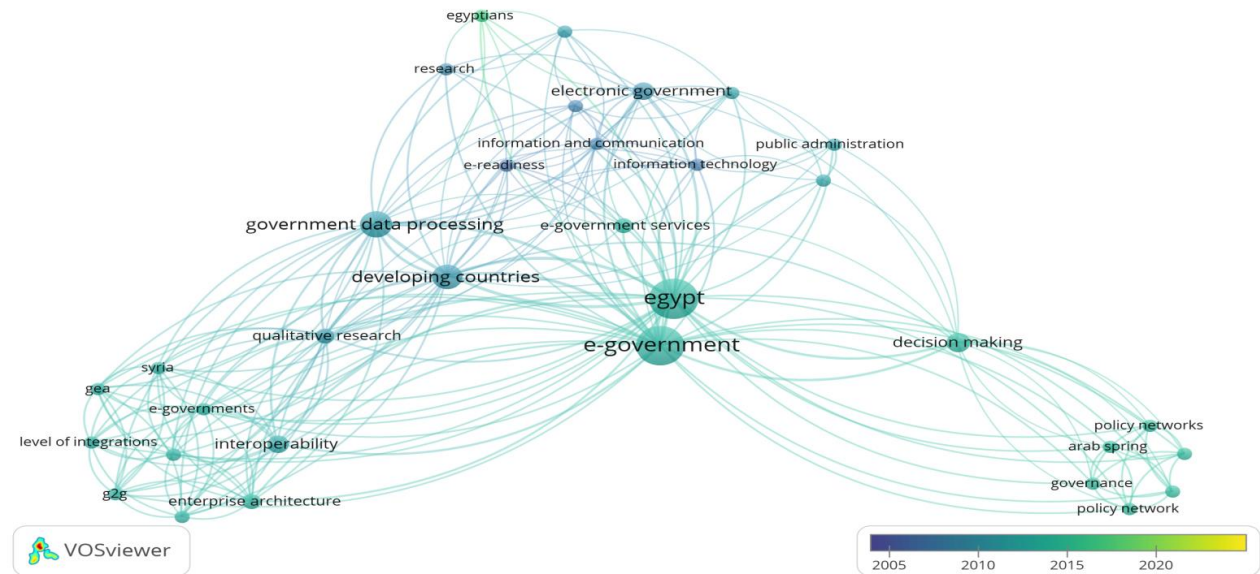 egyptians
research
electronic government
information and communication
public administration
e-readiness
information technology
government data processing
e-government services
developing countries
egypt
qualitative research
e-government
decision making
syria
gea
e-governments
level of integrations
interoperability
policy networks
arab spring
governance
g2g
enterprise architecture
policy network
VOSviewer
2005 2010 2015 2020